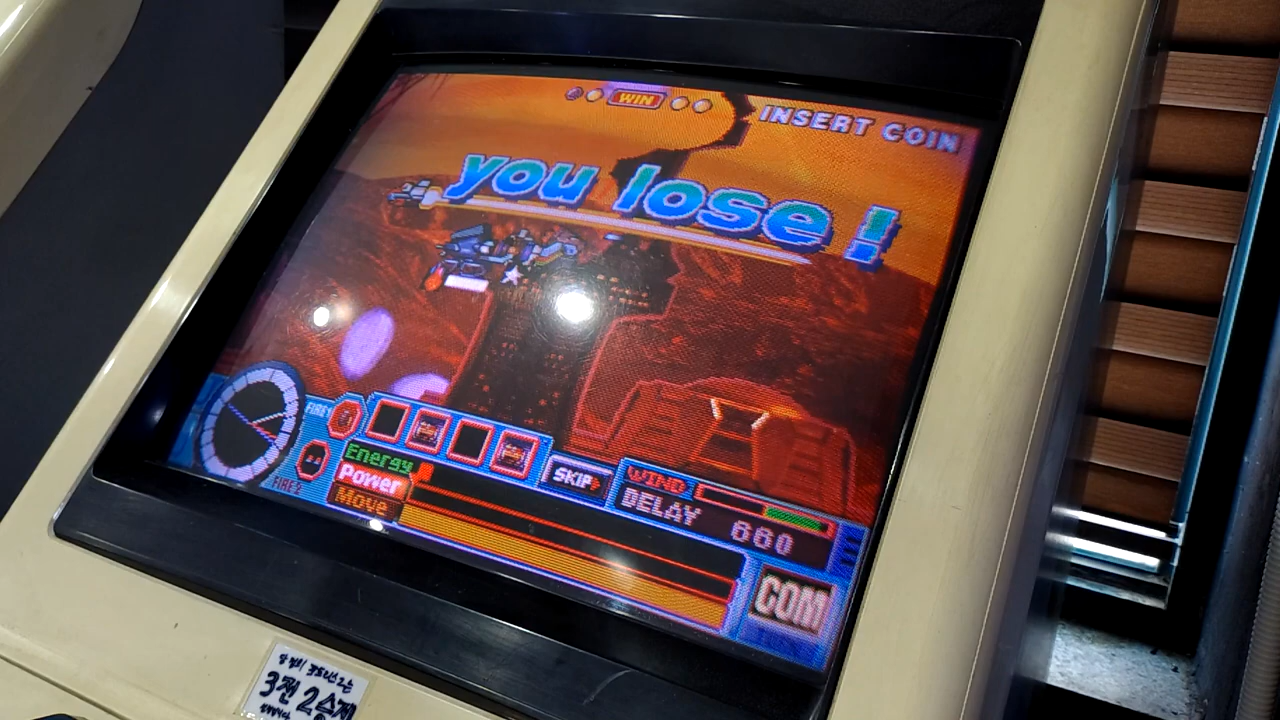 WIN
INSERT COIN
you lose!
FIRE1
FIRE2
Energy
Power
Move
SKIP
WIND
DELAY 660
COM
3전 2승제